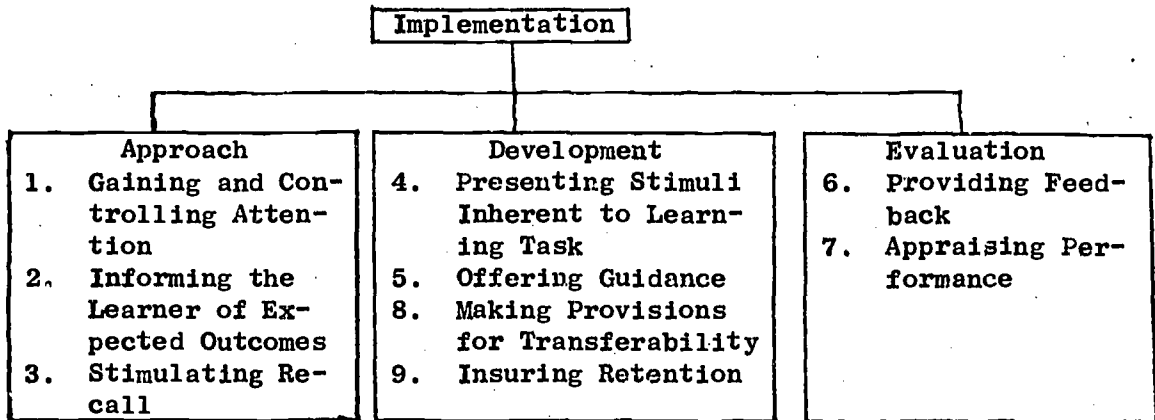 Implementation
Approach
1. Gaining and Con-
trolling Atten-
tion
2. Informing the
Learner of Ex-
pected Outcomes
3. Stimulating Re-
call
Development
4. Presenting Stimuli
Inherent to Learn-
ing Task
5. Offering Guidance
8. Making Provisions
for Transferability
9. Insuring Retention
Evaluation
6. Providing Feed-
back
7. Appraising Per-
formance